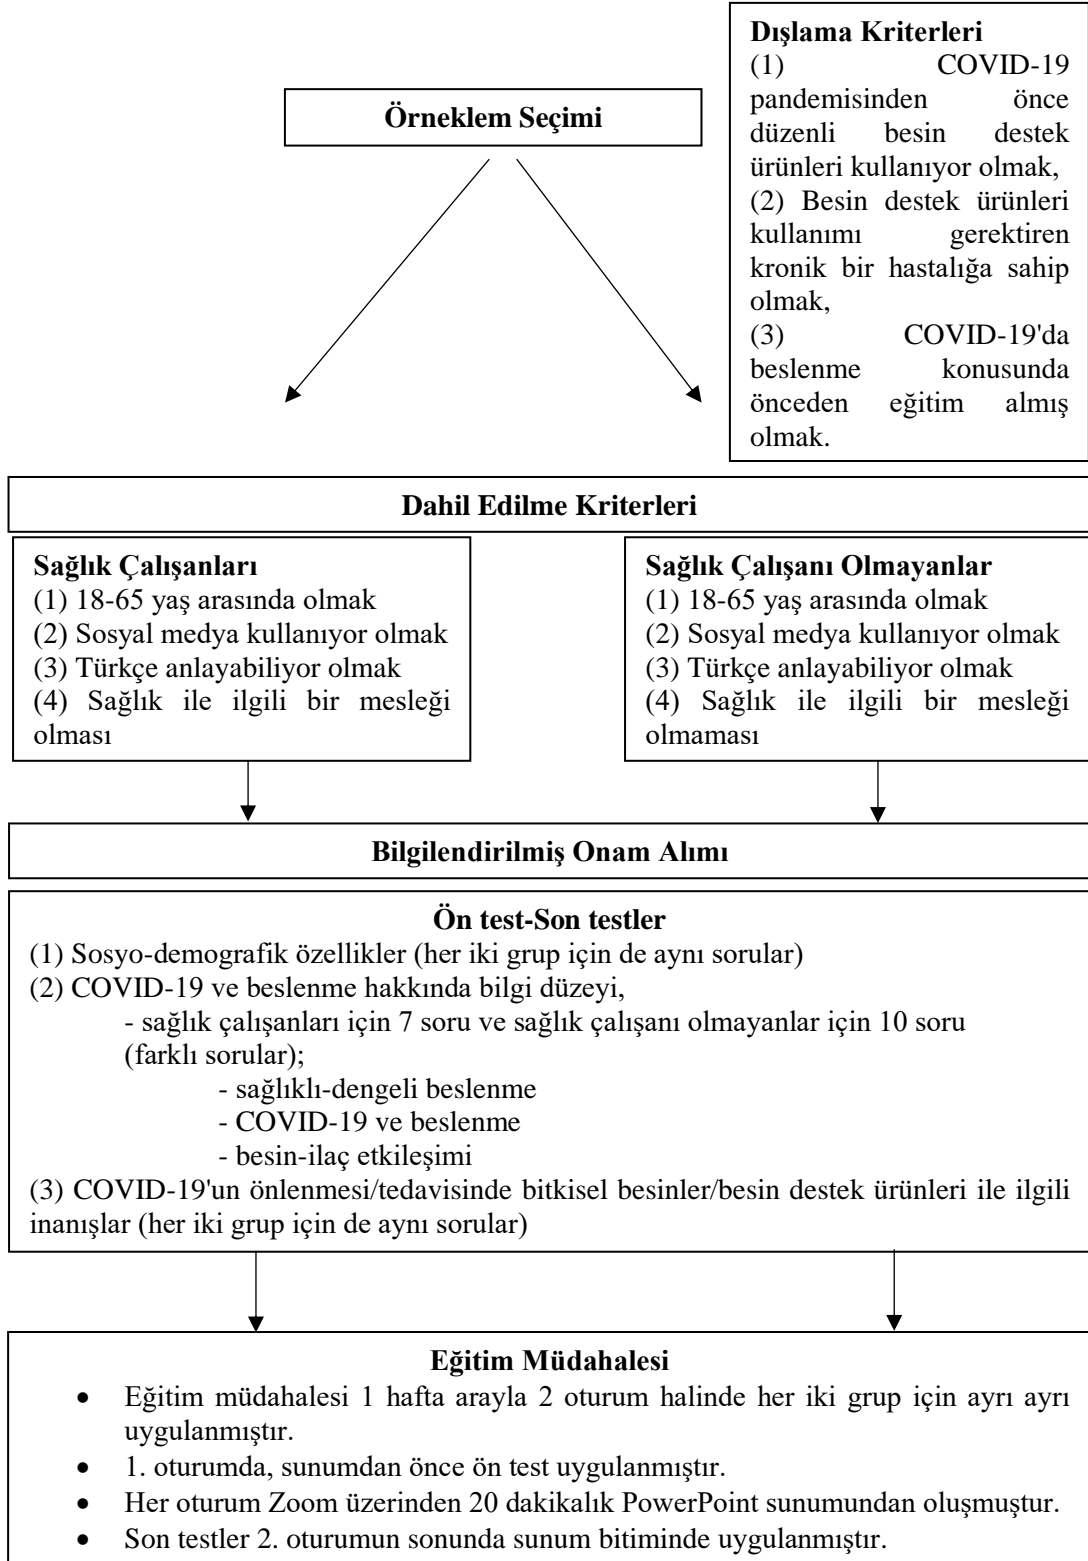 Dışlama Kriterleri
(1) COVID-19
pandemisinden önce
düzenli besin destek
ürünleri kullanıyor olmak,
(2) Besin destek ürünleri
kullanımı gerektiren
kronik bir hastalığa sahip
olmak,
(3) COVID-19'da
beslenme konusunda
önceden eğitim almış
olmak.
Örneklem Seçimi
Dahil Edilme Kriterleri
Sağlık Çalışanları
(1) 18-65 yaş arasında olmak
(2) Sosyal medya kullanıyor olmak
(3) Türkçe anlayabiliyor olmak
(4) Sağlık ile ilgili bir mesleği
olması
Sağlık Çalışanı Olmayanlar
(1) 18-65 yaş arasında olmak
(2) Sosyal medya kullanıyor olmak
(3) Türkçe anlayabiliyor olmak
(4) Sağlık ile ilgili bir mesleği
olmaması
Bilgilendirilmiş Onam Alımı
Ön test-Son testler
(1) Sosyo-demografik özellikler (her iki grup için de aynı sorular)
(2) COVID-19 ve beslenme hakkında bilgi düzeyi,
- sağlık çalışanları için 7 soru ve sağlık çalışanı olmayanlar için 10 soru
(farklı sorular);
- sağlıklı-dengeli beslenme
- COVID-19 ve beslenme
- besin-ilaç etkileşimi
(3) COVID-19'un önlenmesi/tedavisinde bitkisel besinler/besin destek ürünleri ile ilgili
inanışlar (her iki grup için de aynı sorular)
Eğitim Müdahalesi
• Eğitim müdahalesi 1 hafta arayla 2 oturum halinde her iki grup için ayrı ayrı
uygulanmıştır.
• 1. oturumda, sunumdan önce ön test uygulanmıştır.
• Her oturum Zoom üzerinden 20 dakikalık PowerPoint sunumundan oluşmuştur.
• Son testler 2. oturumun sonunda sunum bitiminde uygulanmıştır.